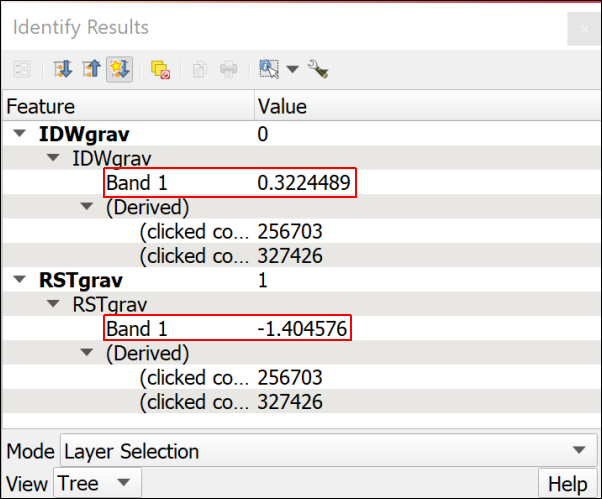 Identify Results
Feature Value
IDWgrav 0
IDWgrav
Band 1 0.3224489
(Derived)
(clicked co... 256703
(clicked co... 327426
RSTgrav 1
RSTgrav
Band 1 -1.404576
(Derived)
(clicked co... 256703
(clicked co... 327426
Mode Layer Selection
View Tree Help